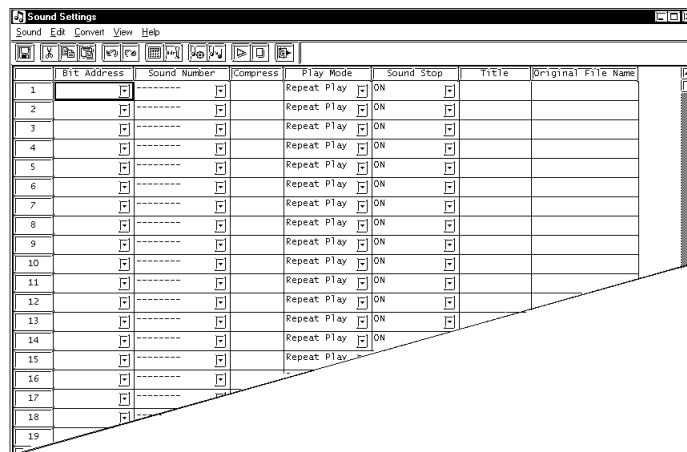 Sound Settings
Sound Edit Convert View Help
Bit Address Sound Number Compress Play Mode Sound Stop Title Original File Name
1 -------- Repeat Play ON
2 -------- Repeat Play ON
3 -------- Repeat Play ON
4 -------- Repeat Play ON
5 -------- Repeat Play ON
6 -------- Repeat Play ON
7 -------- Repeat Play ON
8 -------- Repeat Play ON
9 -------- Repeat Play ON
10 -------- Repeat Play ON
11 -------- Repeat Play ON
12 -------- Repeat Play ON
13 -------- Repeat Play ON
14 -------- Repeat Play ON
15 -------- Repeat Play
16 --------
17 --------
18
19